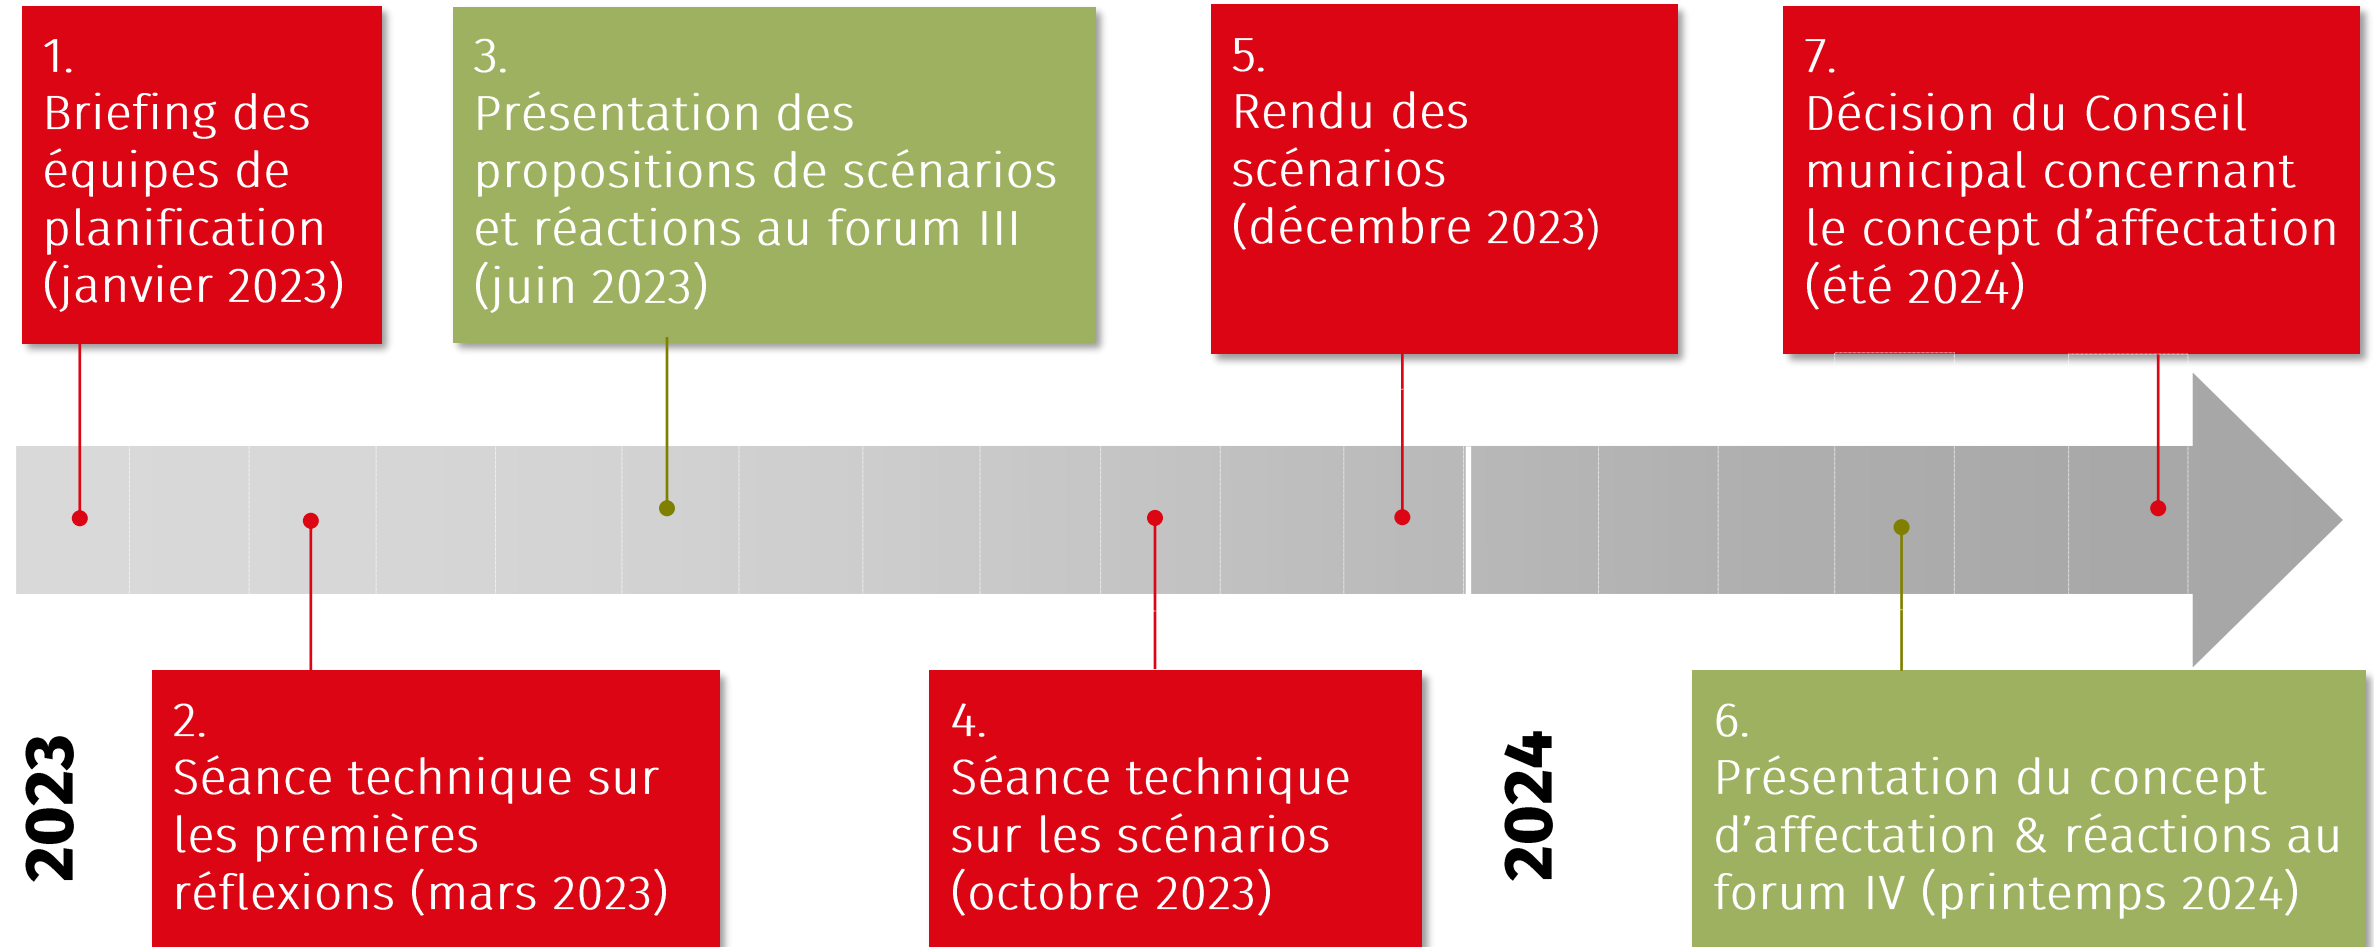 1.
Briefing des
équipes de
planification
(janvier 2023)
3.
Présentation des
propositions de scénarios
et réactions au forum III
(juin 2023)
5.
Rendu des
scénarios
(décembre 2023)
7.
Décision du Conseil
municipal concernant
le concept d’affectation
(été 2024)
2023
2.
Séance technique sur
les premières
réflexions (mars 2023)
4.
Séance technique
sur les scénarios
(octobre 2023)
2024
6.
Présentation du concept
d’affectation & réactions au
forum IV (printemps 2024)